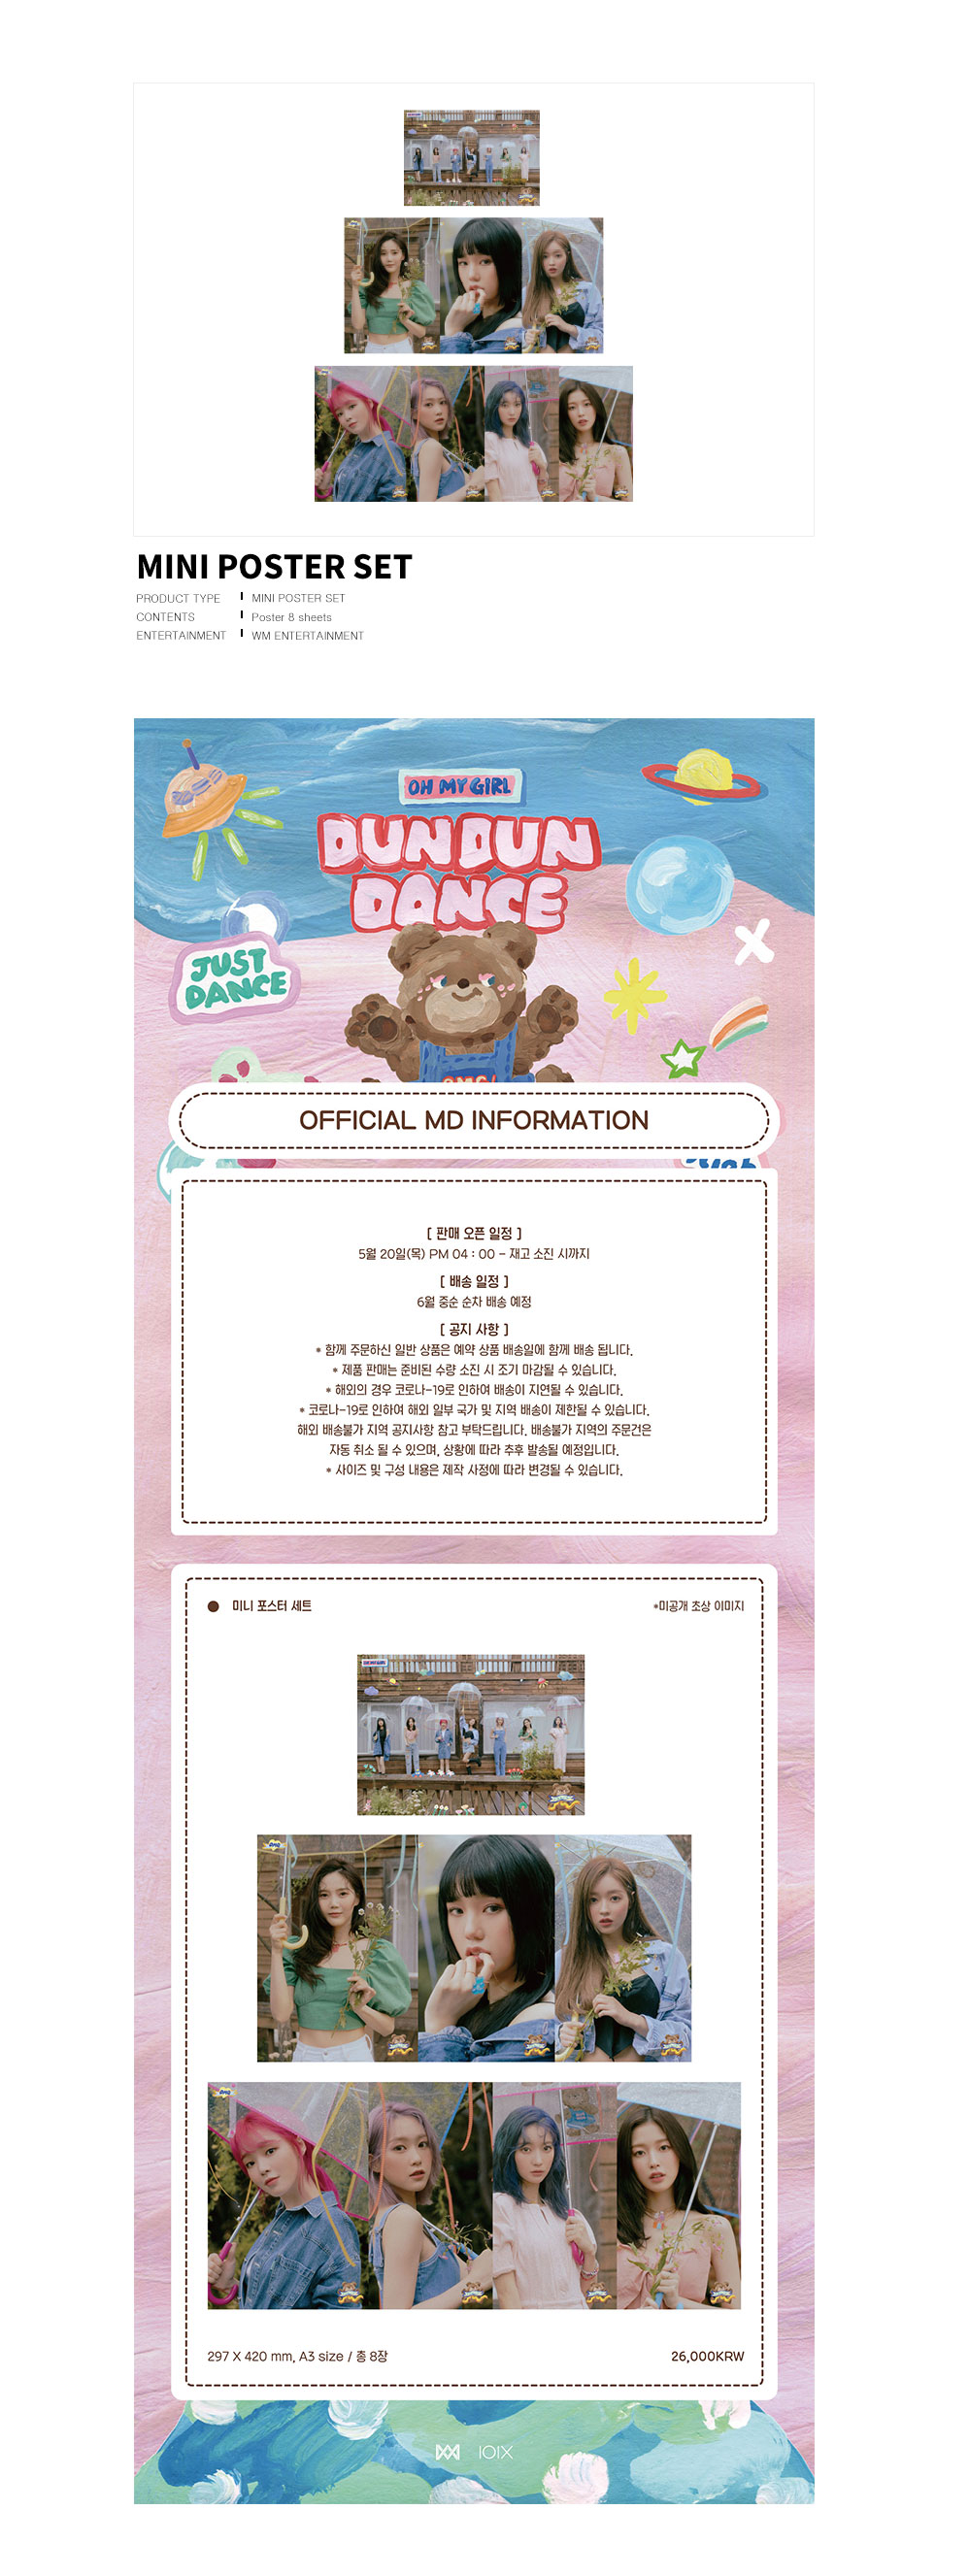 MINI POSTER SET
PRODUCT TYPE MINI POSTER SET
CONTENTS Poster 8 sheets
ENTERTAINMENT WM ENTERTAINMENT
OH MY GIRL
DUN DUN
DANCE
JUST
DANCE
OFFICIAL MD INFORMATION
[ 판매 오픈 일정 ]
5월 20일(목) PM 04 : 00 - 재고 소진 시까지
[ 배송 일정 ]
6월 중순 순차 배송 예정
[ 공지 사항 ]
* 함께 주문하신 일반 상품은 예약 상품 배송일에 함께 배송 됩니다.
* 제품 판매는 준비된 수량 소진 시 조기 마감될 수 있습니다.
* 해외의 경우 코로나-19로 인하여 배송이 지연될 수 있습니다.
* 코로나-19로 인하여 해외 일부 국가 및 지역 배송이 제한될 수 있습니다.
해외 배송불가 지역 공지사항 참고 부탁드립니다. 배송불가 지역의 주문건은
자동 취소 될 수 있으며, 상황에 따라 추후 발송될 예정입니다.
* 사이즈 및 구성 내용은 제작 사정에 따라 변경될 수 있습니다.
● 미니 포스터 세트
*미공개 초상 이미지
297 X 420 mm, A3 size / 총 8장
26,000KRW
IOIX